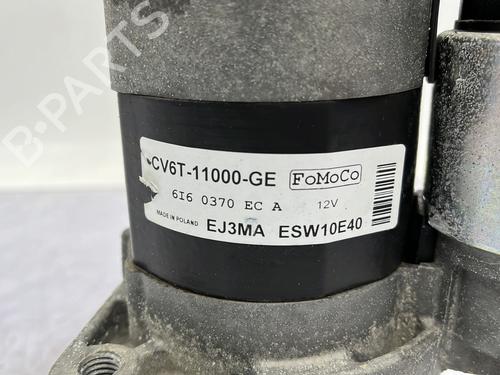 CV6T-11000-GE FoMoCo
6I6 0370 EC A 12V
MADE IN POLAND EJ3MA ESW10E40
B-PARTS